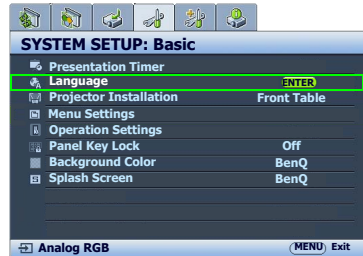 SYSTEM SETUP: Basic
Presentation Timer
Language ENTER
Projector Installation Front Table
Menu Settings
Operation Settings
Panel Key Lock Off
Background Color BenQ
Splash Screen BenQ
Analog RGB MENU Exit